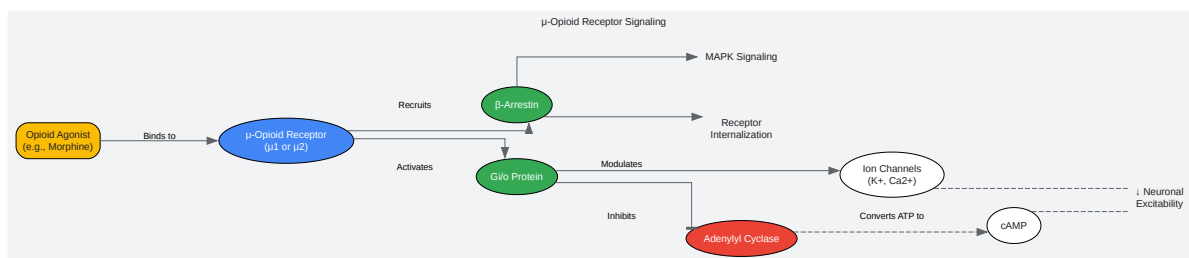 μ-Opioid Receptor Signaling
MAPK Signaling
Recruits
β-Arrestin
Opioid Agonist
(e.g., Morphine)
Binds to
μ-Opioid Receptor
(μ1 or μ2)
Receptor
Internalization
Activates
Gi/o Protein
Modulates
Ion Channels
(K+, Ca2+)
↓ Neuronal
Excitability
Inhibits
Adenylyl Cyclase
Converts ATP to
cAMP